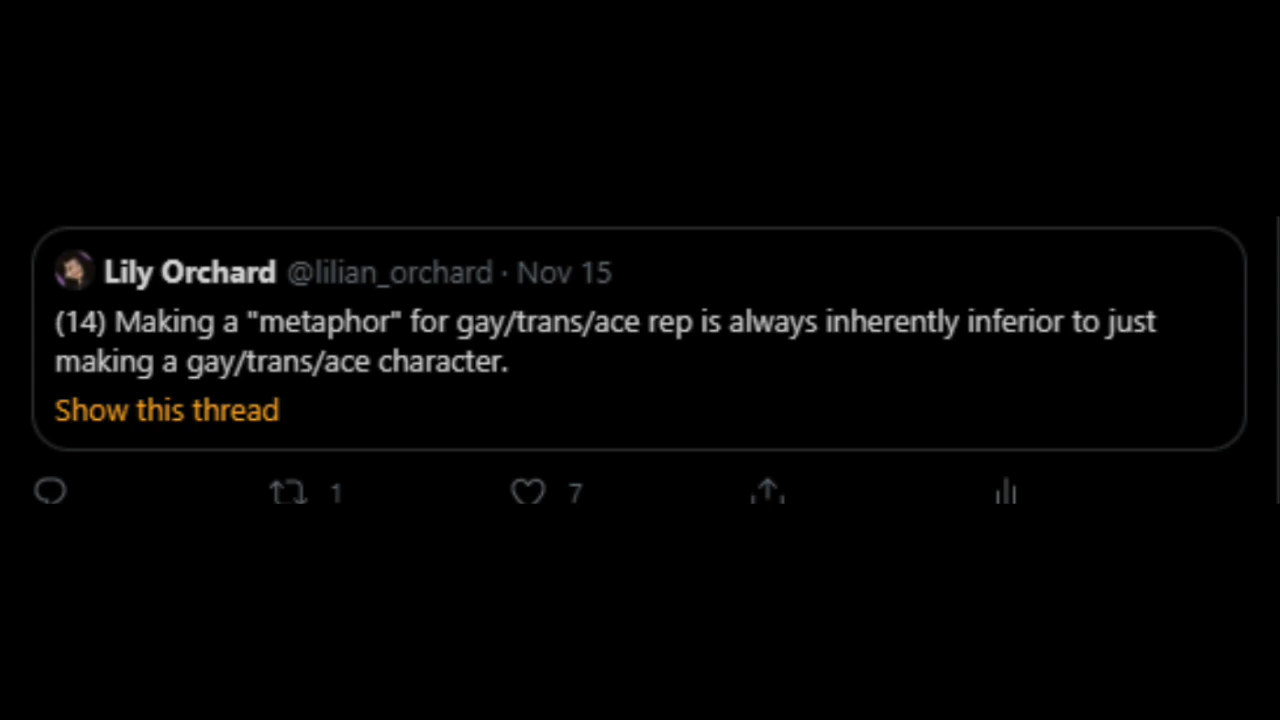 Lily Orchard @lilian_orchard · Nov 15
(14) Making a "metaphor" for gay/trans/ace rep is always inherently inferior to just
making a gay/trans/ace character.
Show this thread
1 7